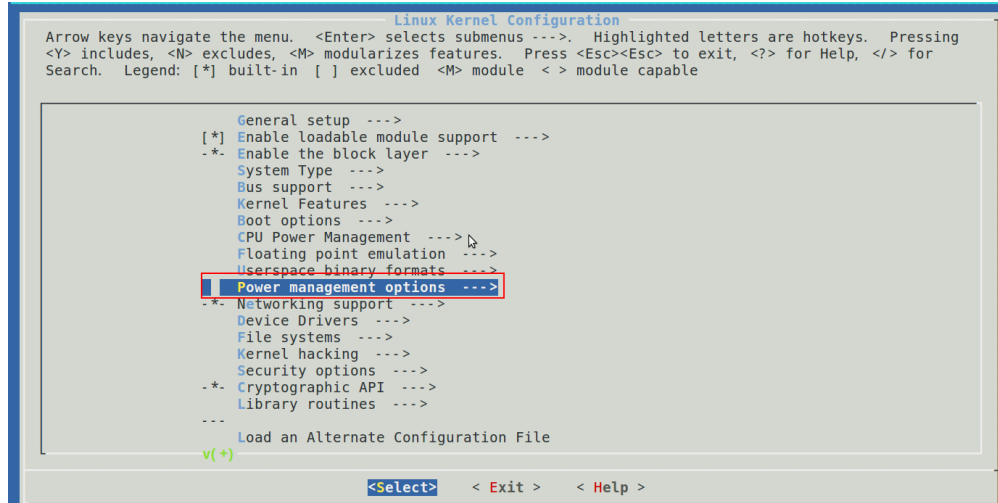 Linux Kernel Configuration
Arrow keys navigate the menu. <Enter> selects submenus --->. Highlighted letters are hotkeys. Pressing
<Y> includes, <N> excludes, <M> modularizes features. Press <Esc><Esc> to exit, <?> for Help, </> for
Search. Legend: [*] built-in [ ] excluded <M> module < > module capable
General setup --->
[*] Enable loadable module support --->
-*- Enable the block layer --->
System Type --->
Bus support --->
Kernel Features --->
Boot options --->
CPU Power Management --->
Floating point emulation --->
Userspace binary formats --->
Power management options --->
-*- Networking support --->
Device Drivers --->
File systems --->
Kernel hacking --->
Security options --->
-*- Cryptographic API --->
Library routines --->
---
Load an Alternate Configuration File
v(+)
<Select> < Exit > < Help >